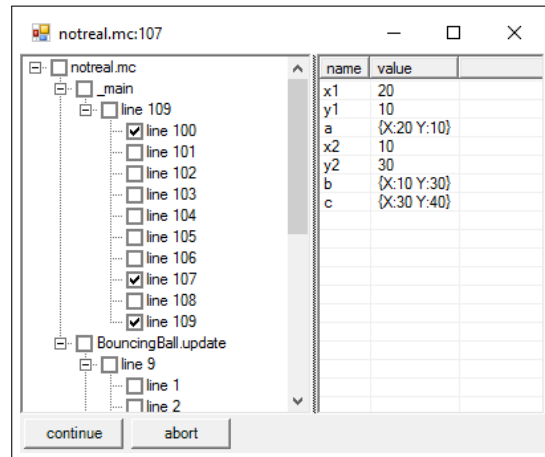 notreal.mc:107
notreal.mc
_main
line 109
line 100
line 101
line 102
line 103
line 104
line 105
line 106
line 107
line 108
line 109
BouncingBall.update
line 9
line 1
line 2
name value
x1 20
y1 10
a {X:20 Y:10}
x2 10
y2 30
b {X:10 Y:30}
c {X:30 Y:40}
continue abort